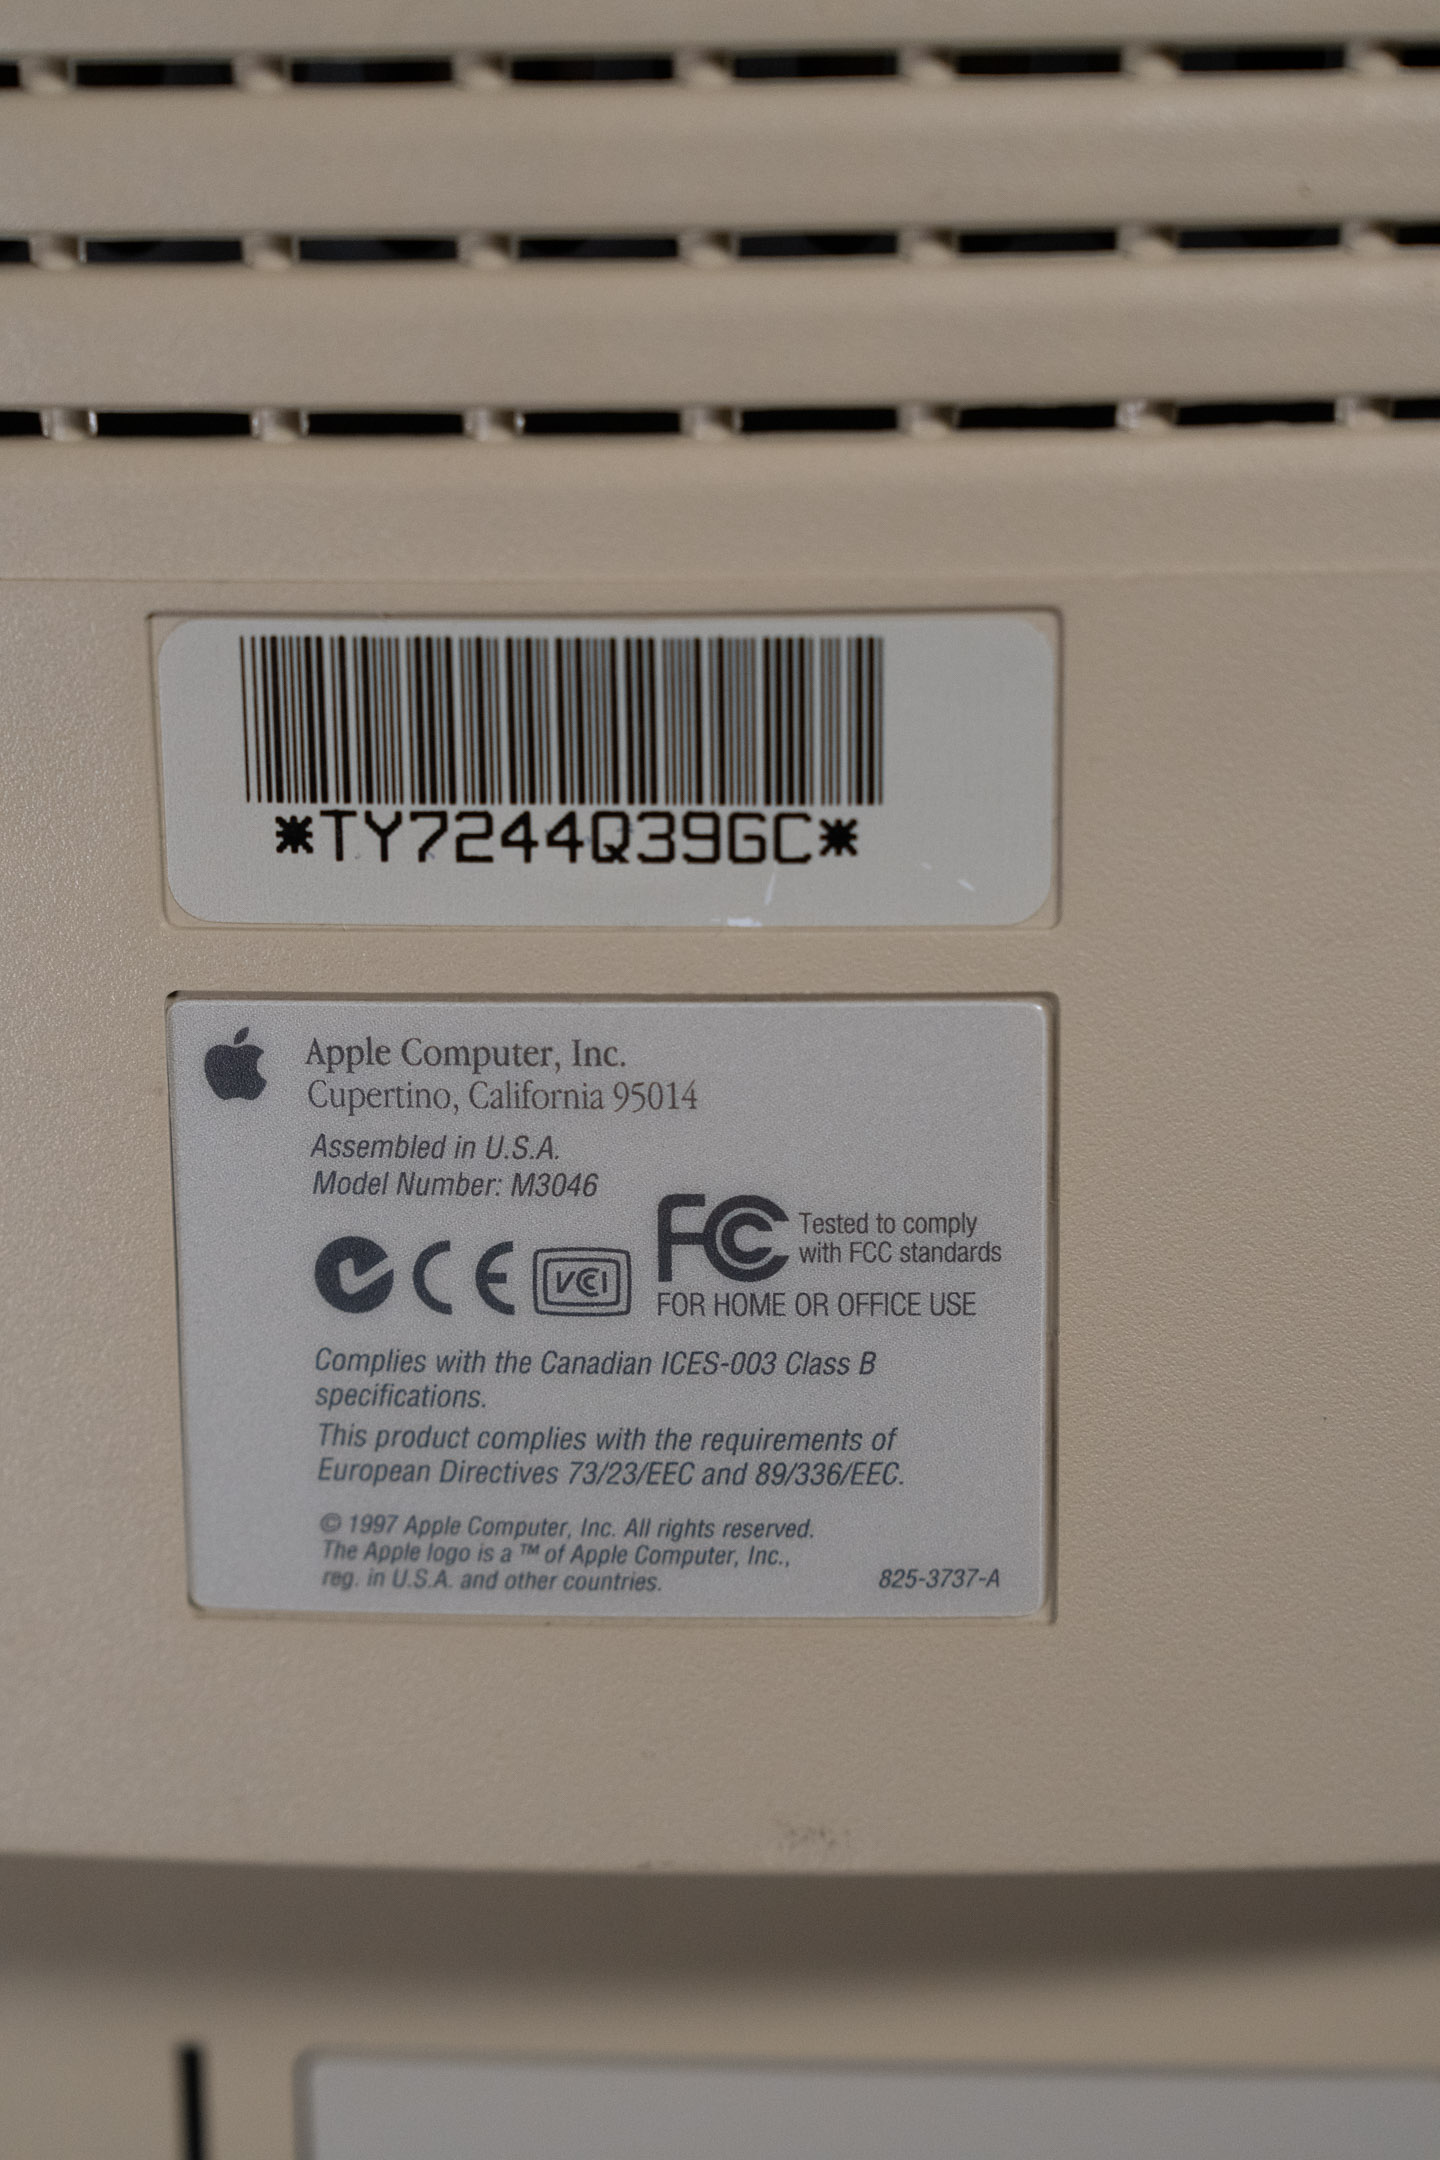 *TY7244Q39GC*
Apple Computer, Inc.
Cupertino, California 95014
Assembled in U.S.A.
Model Number: M3046
CE VCCI FC Tested to comply
with FCC standards
FOR HOME OR OFFICE USE
Complies with the Canadian ICES-003 Class B
specifications.
This product complies with the requirements of
European Directives 73/23/EEC and 89/336/EEC.
© 1997 Apple Computer, Inc. All rights reserved.
The Apple logo is a ™ of Apple Computer, Inc.,
reg. in U.S.A. and other countries.
825-3737-A